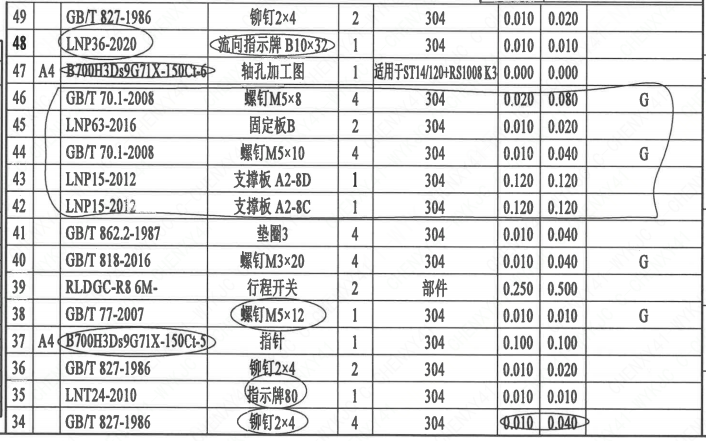 49 GB/T 827-1986 铆钉2×4 2 304 0.010 0.020
48 LNP36-2020 流向指示牌 B10×32 1 304 0.010 0.010
47 A4 B700H3Ds9G71X-150Ct-6 轴孔加工图 1 适用于ST14/120+RS1008 K3 0.000 0.000
46 GB/T 70.1-2008 螺钉M5×8 4 304 0.020 0.080 G
45 LNP63-2016 固定板B 2 304 0.010 0.020
44 GB/T 70.1-2008 螺钉M5×10 4 304 0.010 0.040 G
43 LNP15-2012 支撑板 A2-8D 1 304 0.120 0.120
42 LNP15-2012 支撑板 A2-8C 1 304 0.120 0.120
41 GB/T 862.2-1987 垫圈3 4 304 0.010 0.040
40 GB/T 818-2016 螺钉M3×20 4 304 0.010 0.040 G
39 RLDGC-R8 6M- 行程开关 2 部件 0.250 0.500
38 GB/T 77-2007 螺钉M5×12 1 304 0.010 0.010 G
37 A4 B700H3Ds9G71X-150Ct-5 指针 1 304 0.100 0.100
36 GB/T 827-1986 铆钉2×4 2 304 0.010 0.020
35 LNT24-2010 指示牌80 1 304 0.010 0.010
34 GB/T 827-1986 铆钉2×4 4 304 0.010 0.040